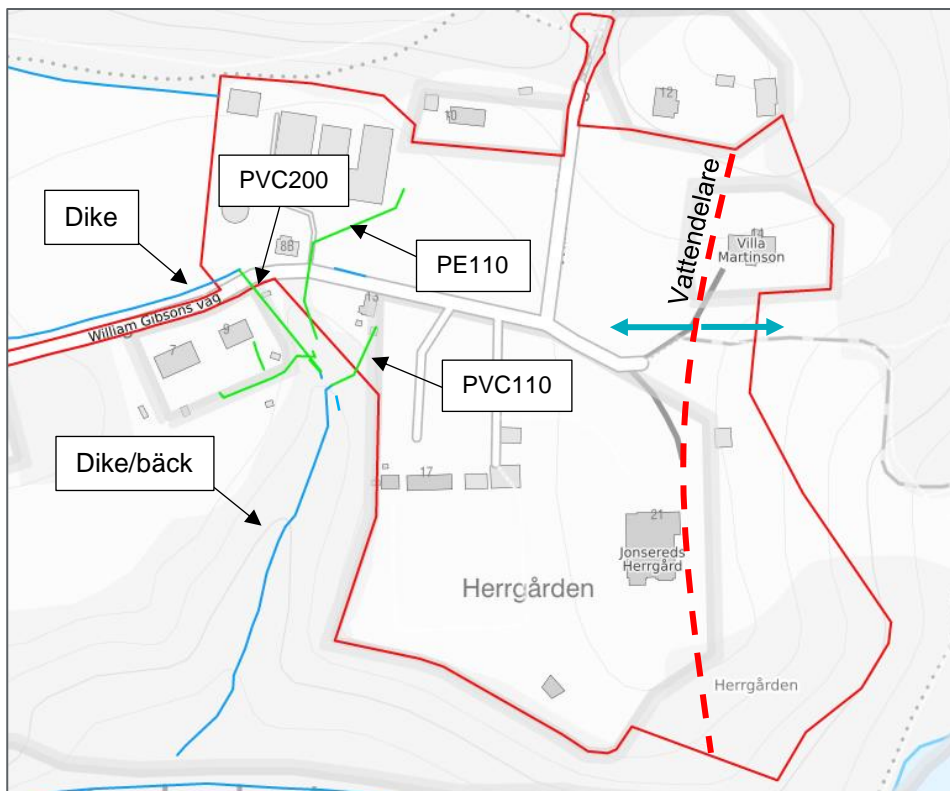 12
10
PVC200
Vattendelare
Dike
14
Villa
Martinson
8B
PE110
13
William Gibsons väg
9
7
PVC110
Dike/bäck
17
21
Jonsereds
Herrgård
Herrgården
Herrgården